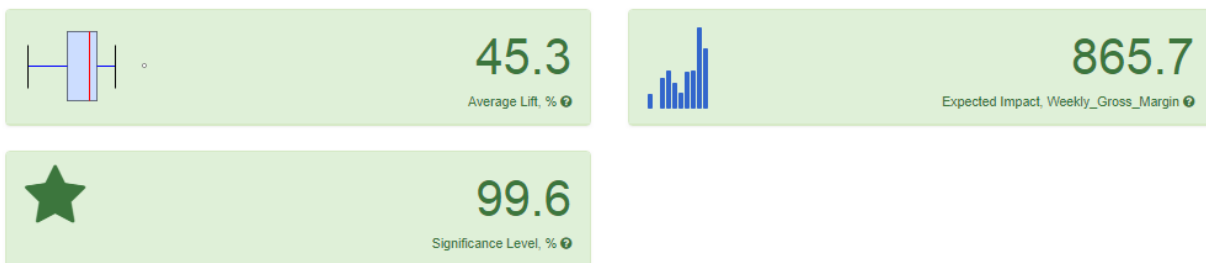 45.3
Average Lift, %
865.7
Expected Impact, Weekly_Gross_Margin
99.6
Significance Level, %